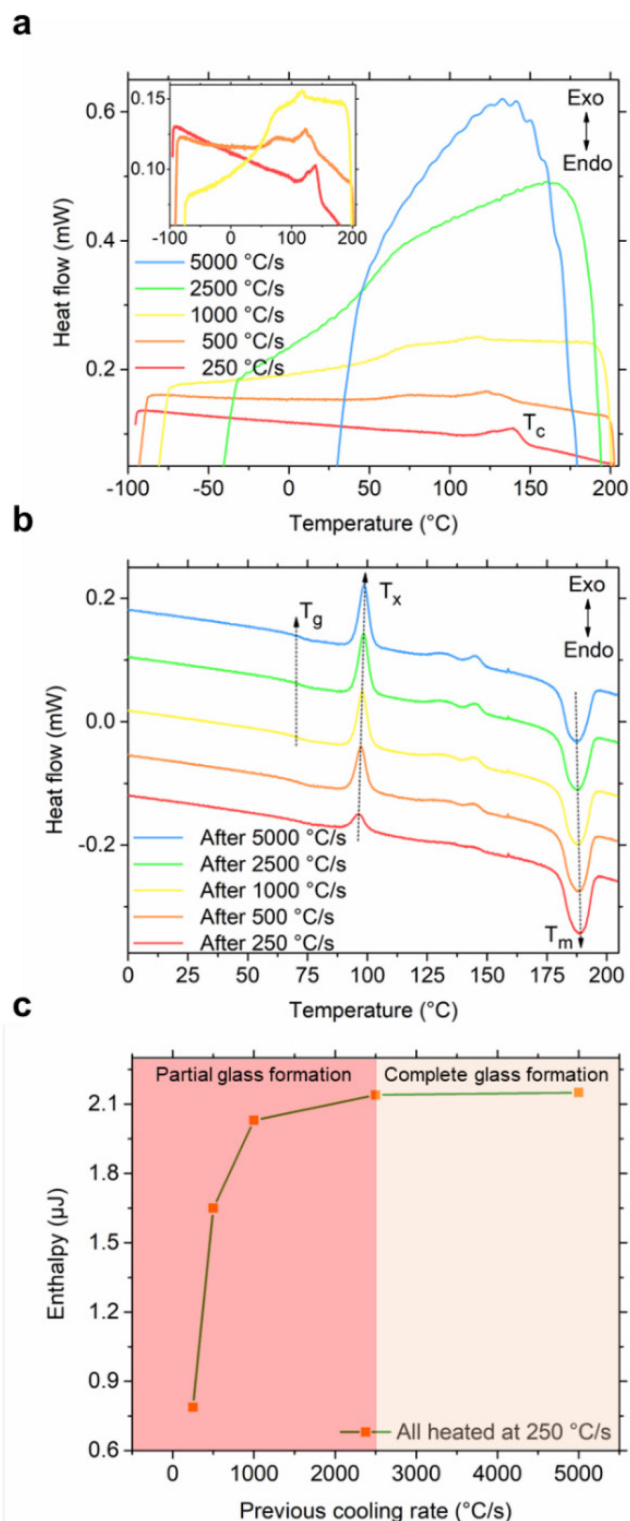 a
Exo
Endo
0.15
0.10
-100 0 100 200
0.6
0.4
0.2
Heat flow (mW)
5000 °C/s
2500 °C/s
1000 °C/s
500 °C/s
250 °C/s
Tc
-100 -50 0 50 100 150 200
Temperature (°C)
b
Exo
Endo
Tg
Tx
0.2
0.0
-0.2
Heat flow (mW)
After 5000 °C/s
After 2500 °C/s
After 1000 °C/s
After 500 °C/s
After 250 °C/s
Tm
0 25 50 75 100 125 150 175 200
Temperature (°C)
c
Partial glass formation
Complete glass formation
2.1
1.8
1.5
1.2
0.9
0.6
Enthalpy (μJ)
All heated at 250 °C/s
0 1000 2000 3000 4000 5000
Previous cooling rate (°C/s)